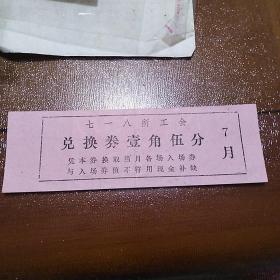 七一八所工会
兑换券壹角伍分
凭本券换取当月各场入场券
与入场券值不符用现金补缺
7月